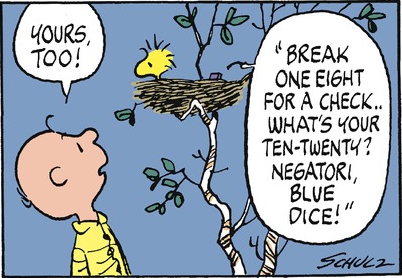 YOURS,
TOO!
"BREAK
ONE EIGHT
FOR A CHECK..
WHAT'S YOUR
TEN-TWENTY?
NEGATORI,
BLUE
DICE!"
SCHULZ